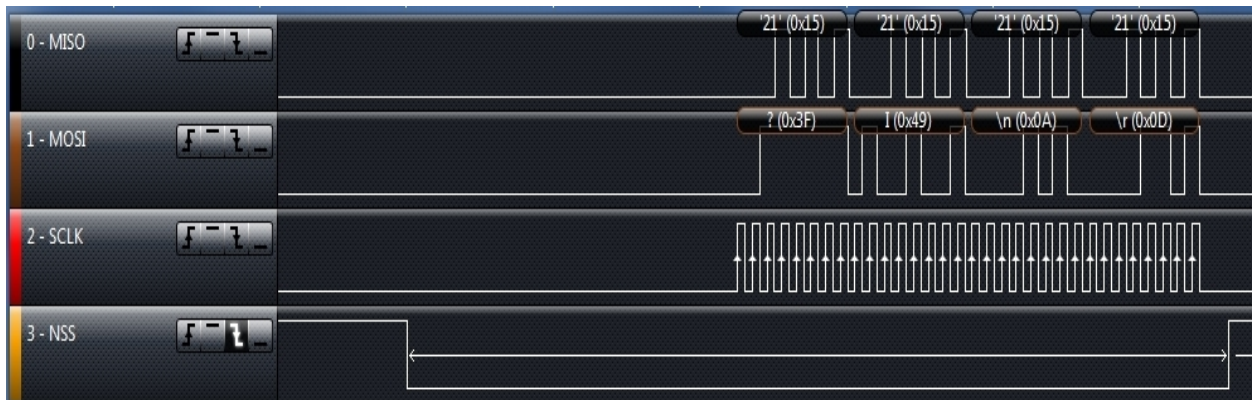 0 - MISO
'21' (0x15) '21' (0x15) '21' (0x15) '21' (0x15)
1 - MOSI
? (0x3F) I (0x49) \n (0x0A) \r (0x0D)
2 - SCLK
3 - NSS